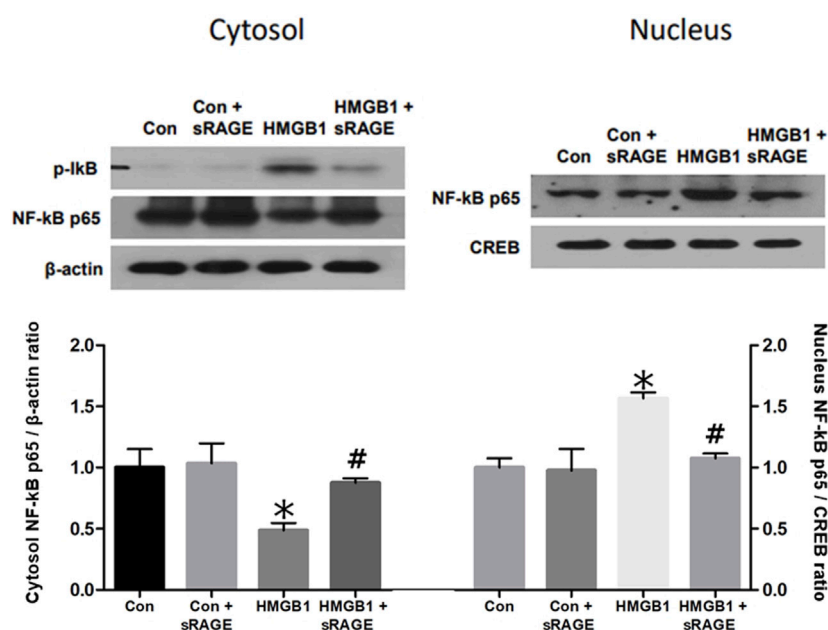 Cytosol
Con
Con +
sRAGE
HMGB1
HMGB1 +
sRAGE
p-IkB
NF-kB p65
β-actin
Nucleus
Con
Con +
sRAGE
HMGB1
HMGB1 +
sRAGE
NF-kB p65
CREB
Cytosol NF-kB p65 / β-actin ratio
2.0
1.5
1.0
0.5
0.0
*
#
Con
Con +
sRAGE
HMGB1
HMGB1 +
sRAGE
*
#
Con
Con +
sRAGE
HMGB1
HMGB1 +
sRAGE
2.0
1.5
1.0
0.5
0.0
Nucleus NF-kB p65 / CREB ratio